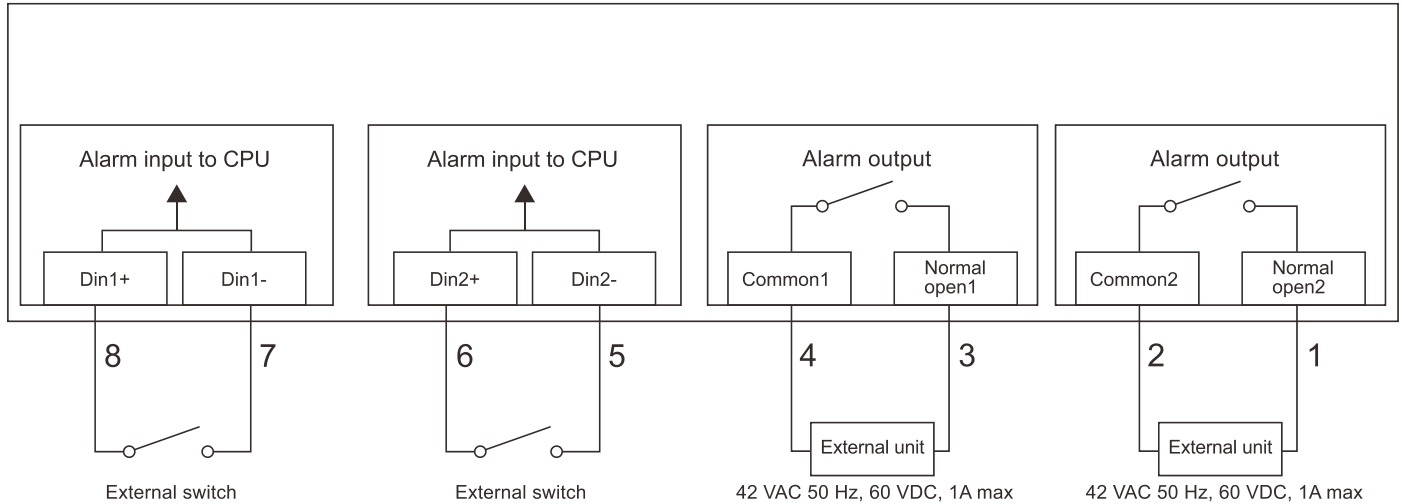 Alarm input to CPU
Alarm input to CPU
Alarm output
Alarm output
Din1+
Din1-
Din2+
Din2-
Common1
Normal
open1
Common2
Normal
open2
8
7
6
5
4
3
2
1
External unit
External unit
External switch
External switch
42 VAC 50 Hz, 60 VDC, 1A max
42 VAC 50 Hz, 60 VDC, 1A max